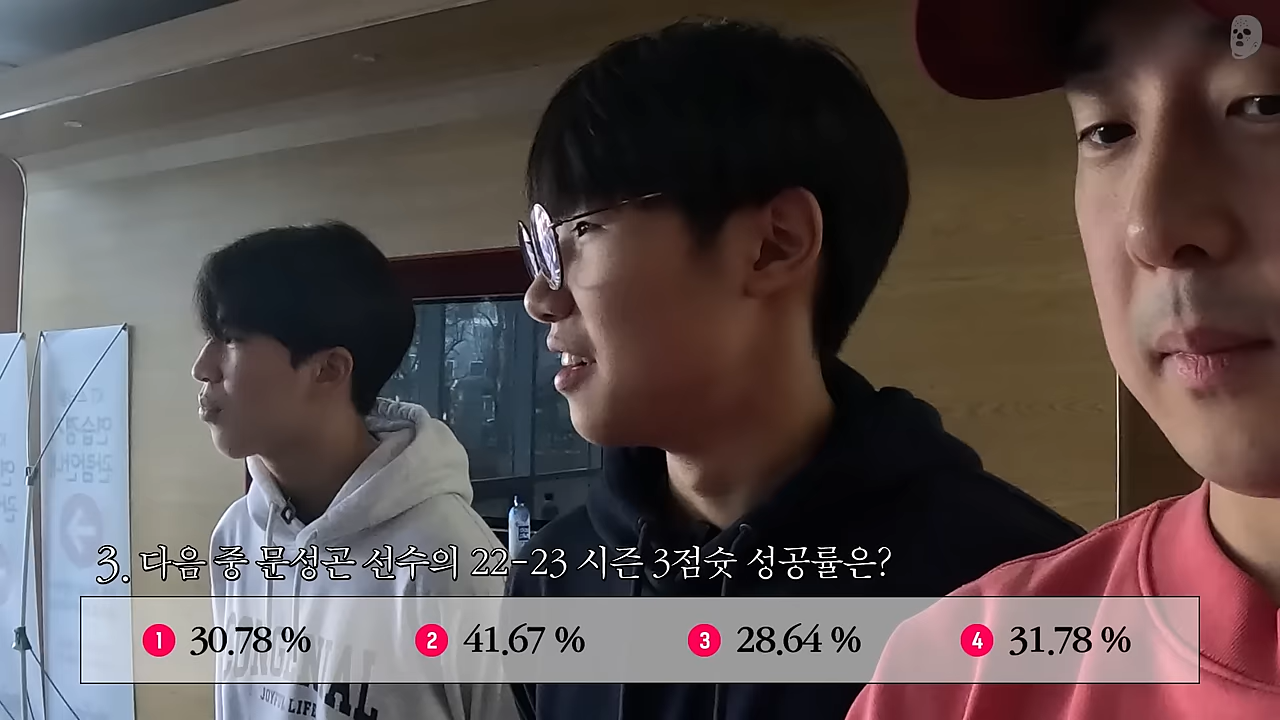 3. 다음 중 문성곤 선수의 22-23 시즌 3점슛 성공률은?
1 30.78 %
2 41.67 %
3 28.64 %
4 31.78 %
LIFE